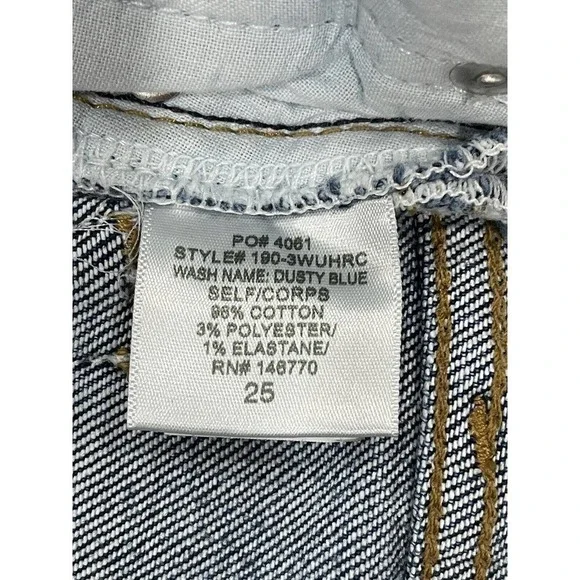 PO# 4061
STYLE# 190-3WUHRC
WASH NAME: DUSTY BLUE
SELF/CORPS
96% COTTON
3% POLYESTER/
1% ELASTANE/
RN# 146770
25